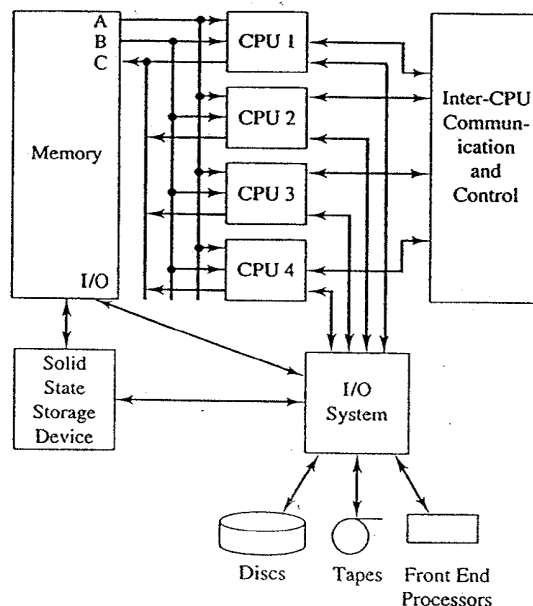 A
B
C
Memory
I/O
CPU 1
CPU 2
CPU 3
CPU 4
Inter-CPU
Commun-
ication
and
Control
Solid
State
Storage
Device
I/O
System
Discs
Tapes
Front End
Processors